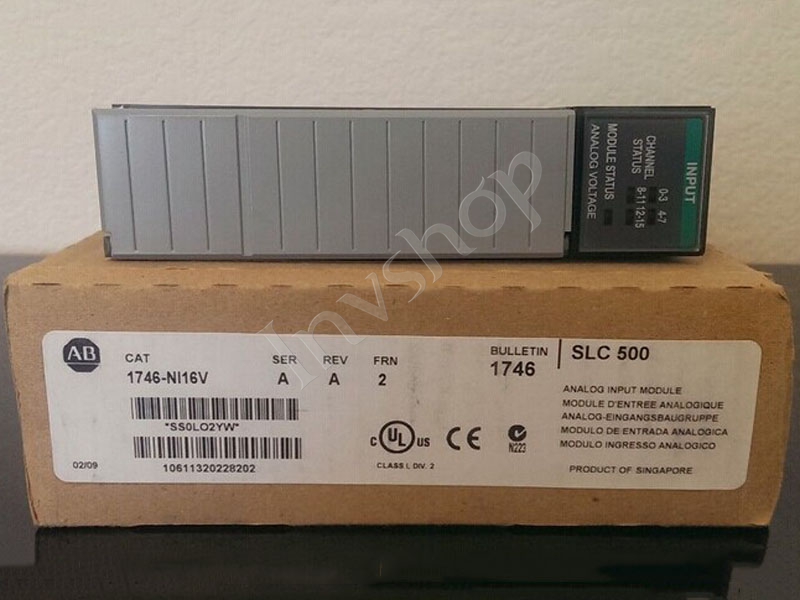 INPUT
CHANNEL STATUS
0-3 4-7
8-11 12-15
MODULE STATUS
ANALOG VOLTAGE
Invshop
AB
CAT SER REV FRN
1746-NI16V A A 2
BULLETIN
1746
SLC 500
"SS0LO2YW"
02/09
10611320228202
C UL US
CE
N223
CLASS I, DIV. 2
ANALOG INPUT MODULE
MODULE D'ENTREE ANALOGIQUE
ANALOG-EINGANGSBAUGRUPPE
MODULO DE ENTRADA ANALOGICA
MODULO INGRESSO ANALOGICO
PRODUCT OF SINGAPORE